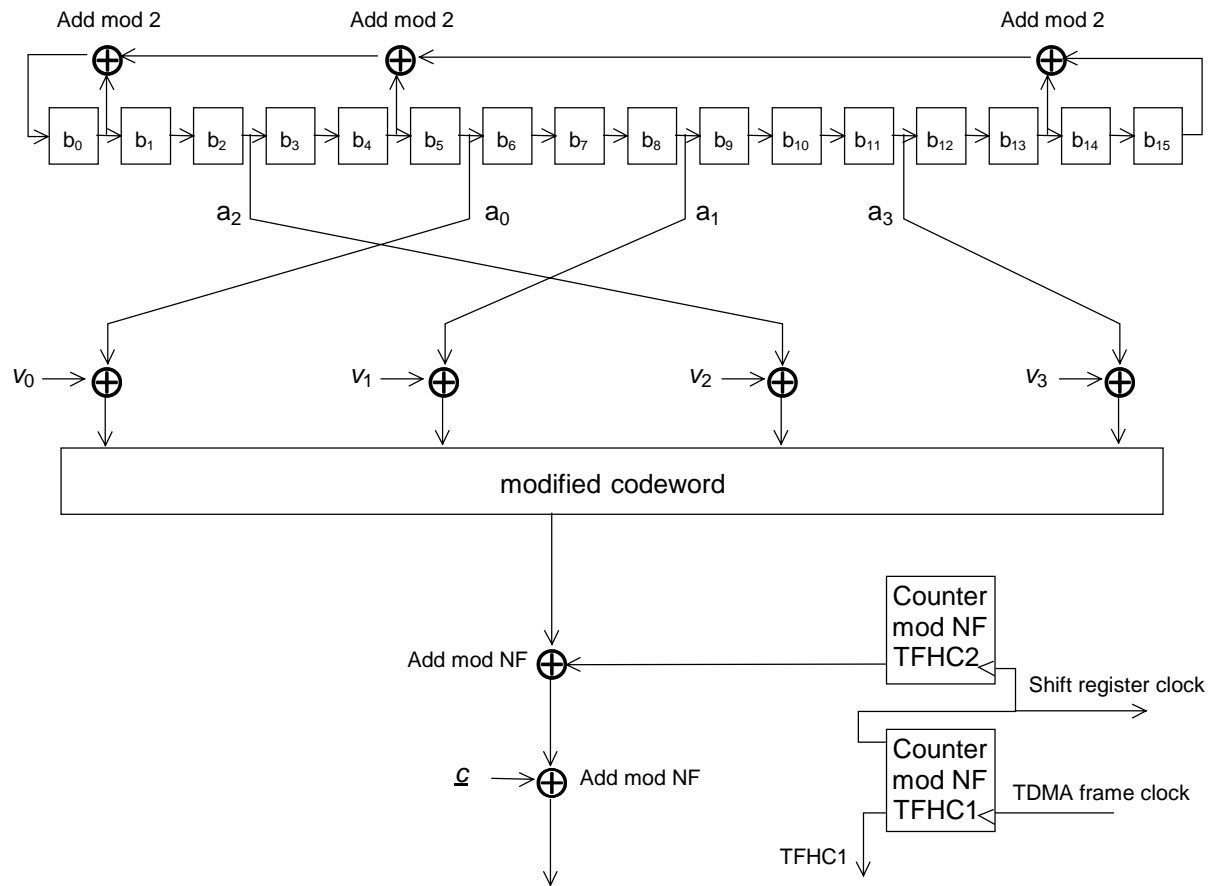 Add mod 2 Add mod 2 Add mod 2
b₀ b₁ b₂ b₃ b₄ b₅ b₆ b₇ b₈ b₉ b₁₀ b₁₁ b₁₂ b₁₃ b₁₄ b₁₅
a₂ a₀ a₁ a₃
v₀ v₁ v₂ v₃
modified codeword
Counter
mod NF
TFHC2
Add mod NF
Shift register clock
Counter
mod NF
TFHC1
c Add mod NF
TDMA frame clock
TFHC1